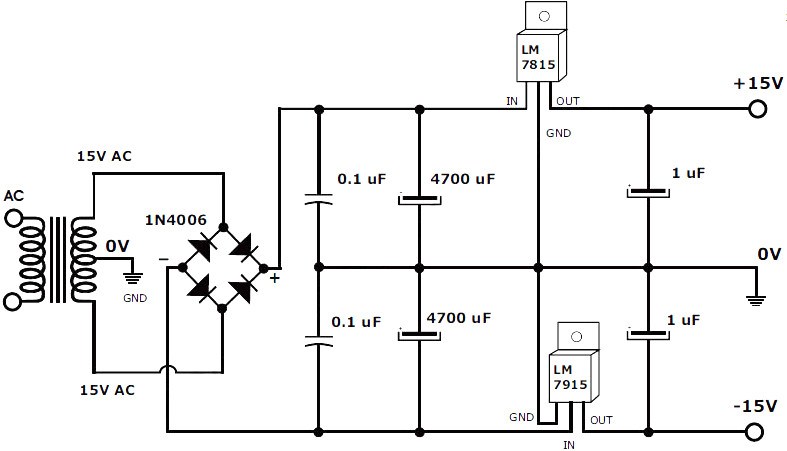 LM
7815
+15V
IN
OUT
GND
15V AC
0.1 uF
4700 uF
1 uF
AC
1N4006
0V
0V
−
+
GND
0.1 uF
4700 uF
1 uF
LM
7915
15V AC
-15V
GND
OUT
IN